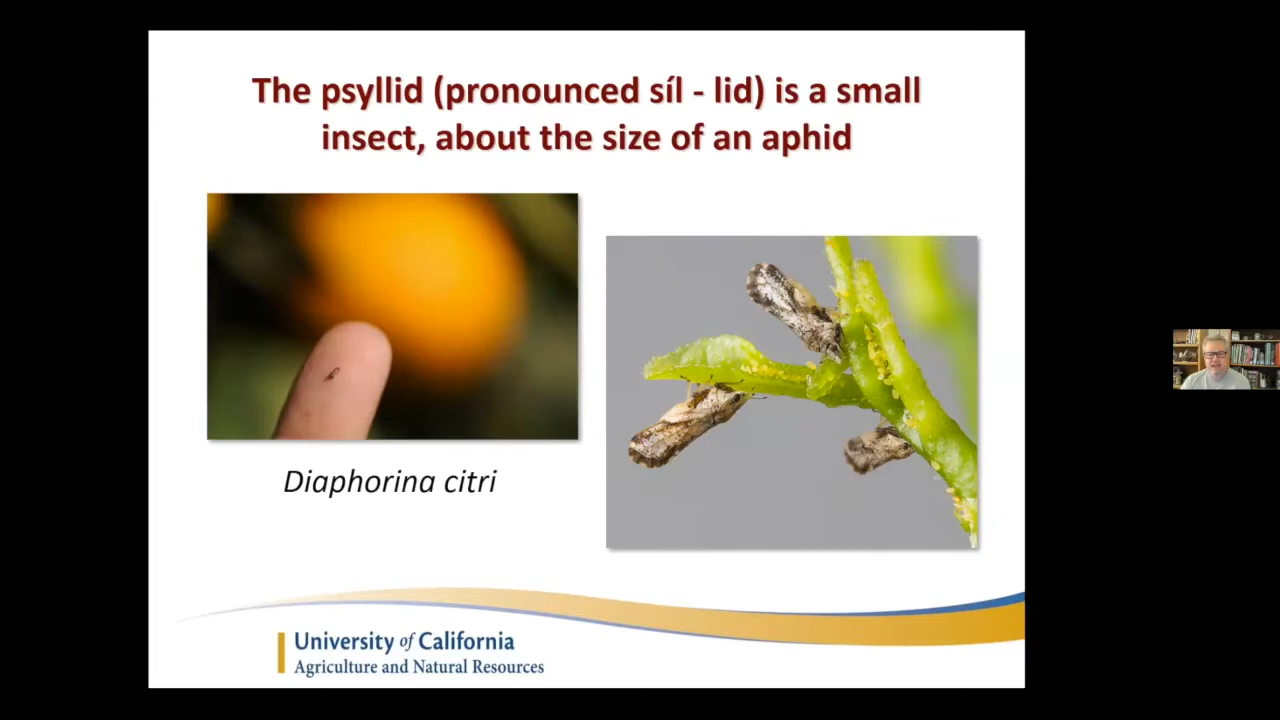 The psyllid (pronounced síl - lid) is a small
insect, about the size of an aphid
Diaphorina citri
University of California
Agriculture and Natural Resources